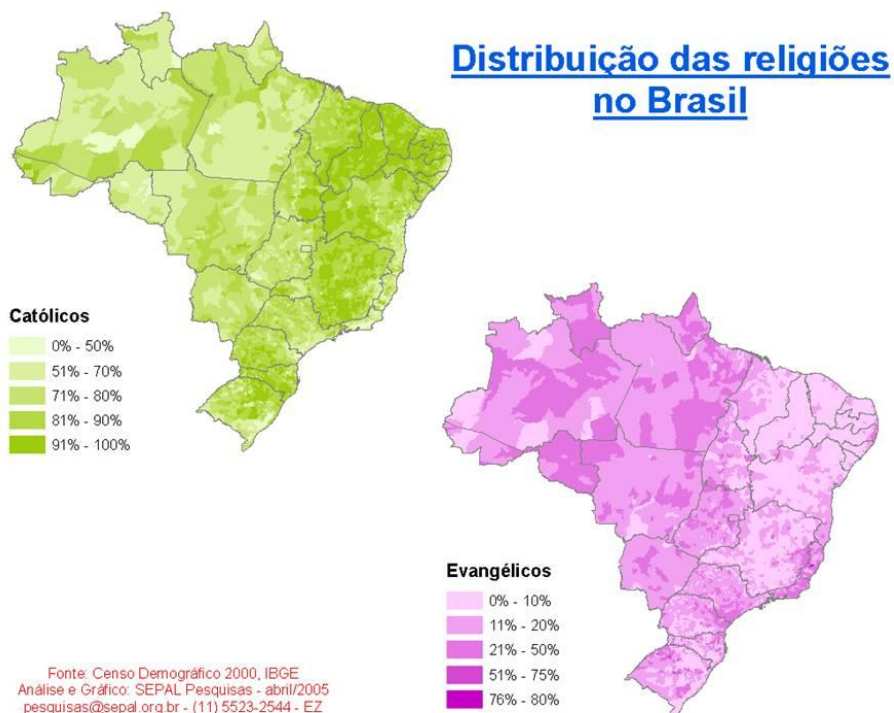 Distribuição das religiões
no Brasil
Católicos
0% - 50%
51% - 70%
71% - 80%
81% - 90%
91% - 100%
Evangélicos
0% - 10%
11% - 20%
21% - 50%
51% - 75%
76% - 80%
Fonte: Censo Demográfico 2000, IBGE
Análise e Gráfico: SEPAL Pesquisas - abril/2005
pesquisas@sepal.org.br - (11) 5523-2544 - EZ